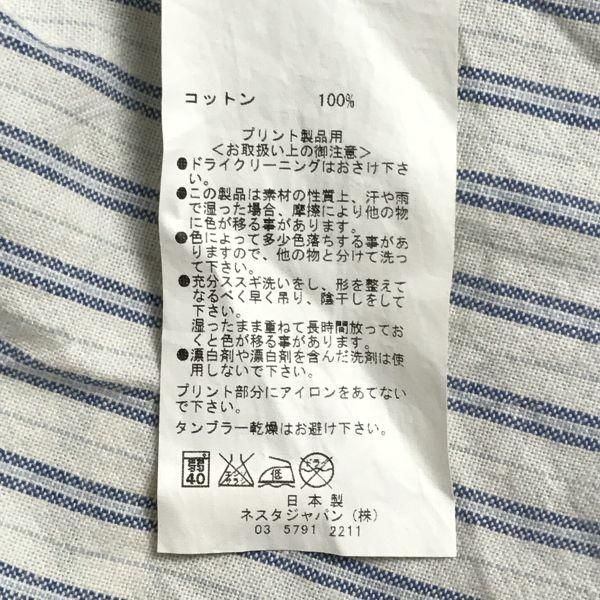 コットン 100%
プリント製品用
<お取扱い上の御注意>
●ドライクリーニングはおさけ下さ
い。
●この製品は素材の性質上、汗や雨
で湿った場合、摩擦により他の物
に色が移る事があります。
●色によって多少色落ちする事があ
りますので、他の物と分けて洗っ
て下さい。
●充分ススギ洗いをし、形を整えて
なるべく早く吊り、陰干しをして
下さい。
湿ったまま重ねて長時間放ってお
くと色が移る事があります。
●漂白剤や漂白剤を含んだ洗剤は使
用しないで下さい。
プリント部分にアイロンをあてない
で下さい。
タンブラー乾燥はお避け下さい。
40 エンソサラシ 低 ドライ
日本製
ネスタジャパン(株)
03 5791 2211